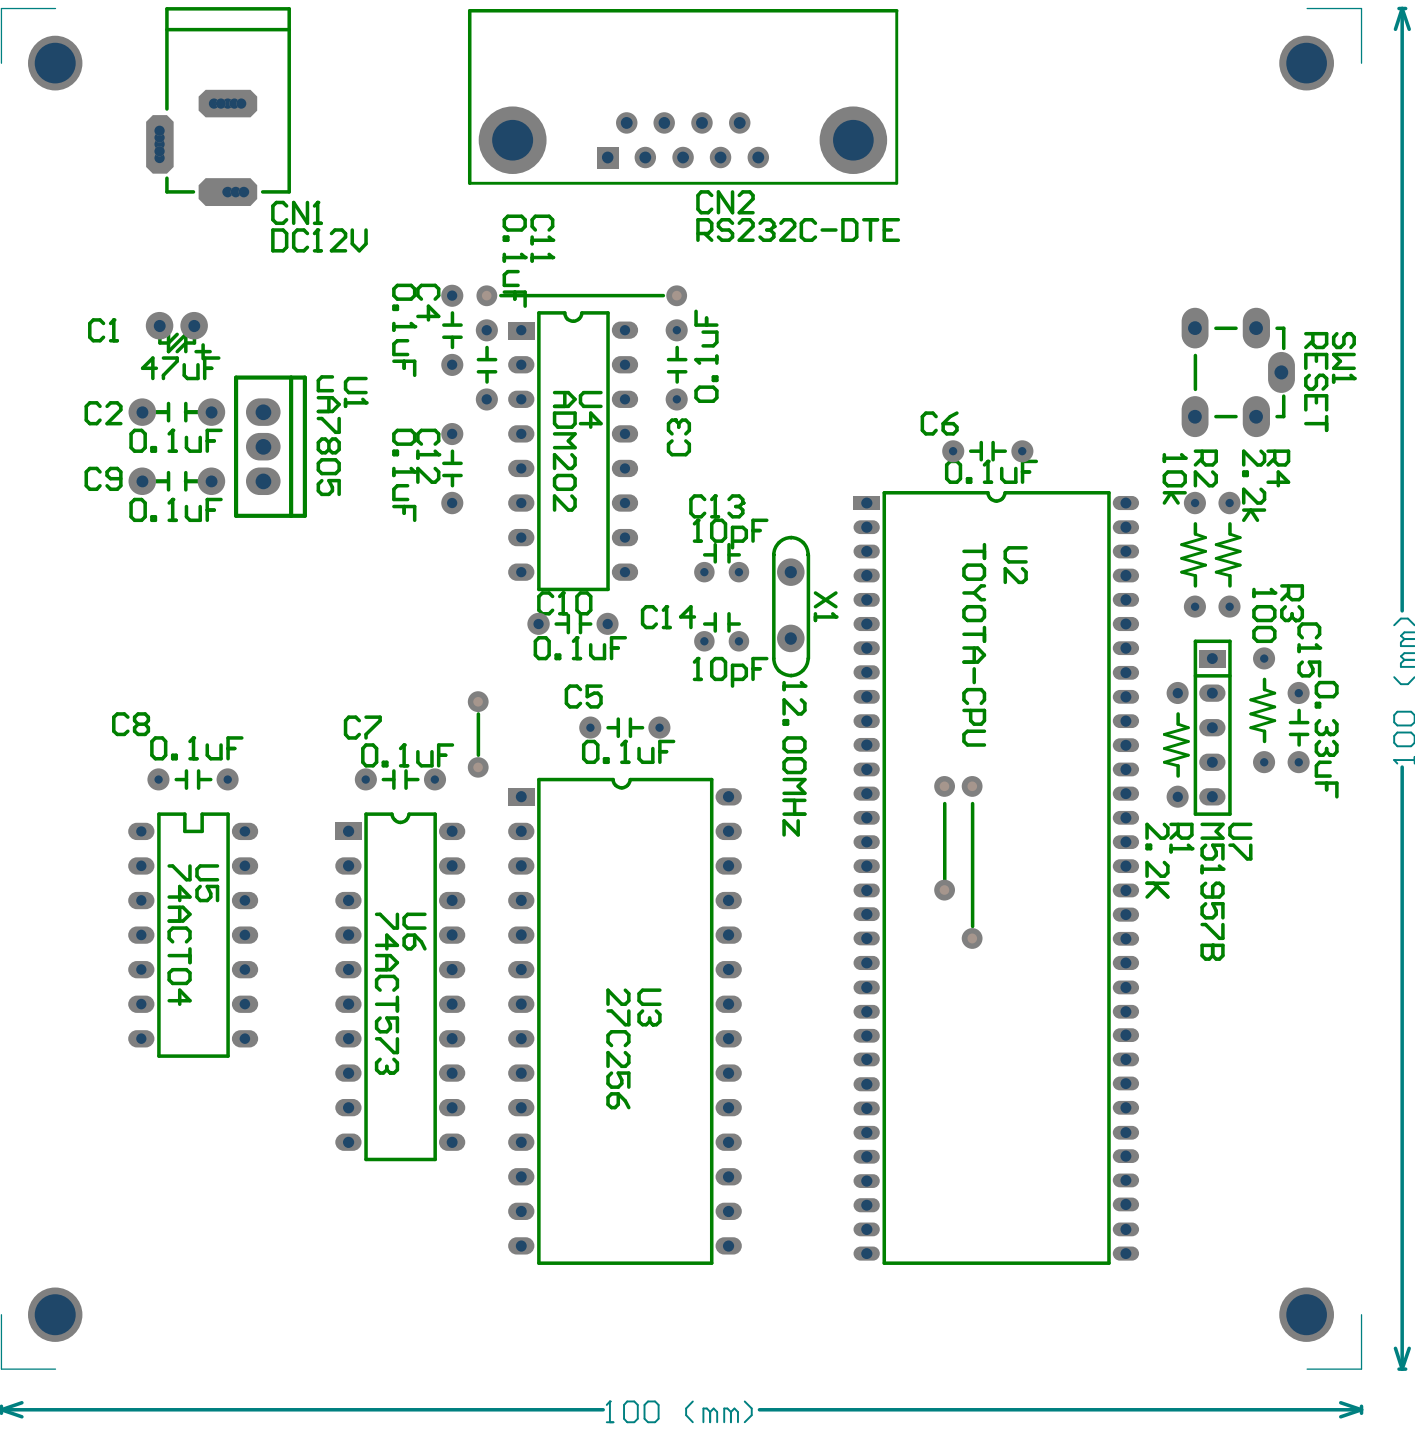 CN1
DC12V
CN2
RS232C-DTE
C11
0.1uF
C4
0.1uF
C1
+
47uF
U1
uA7805
C2
0.1uF
C9
0.1uF
C12
0.1uF
U4
ADM202
0.1uF
C3
SW1
RESET
C6
0.1uF
R2
10k
R4
2.2k
C13
10pF
C10
0.1uF
C14
10pF
X1
12.00MHz
U2
TOYOTA-CPU
R3
100
C15
0.33uF
C5
0.1uF
C8
0.1uF
C7
0.1uF
R1
2.2K
U7
M51957B
U5
74ACT04
U6
74ACT573
U3
27C256
100 (mm)
100 (mm)